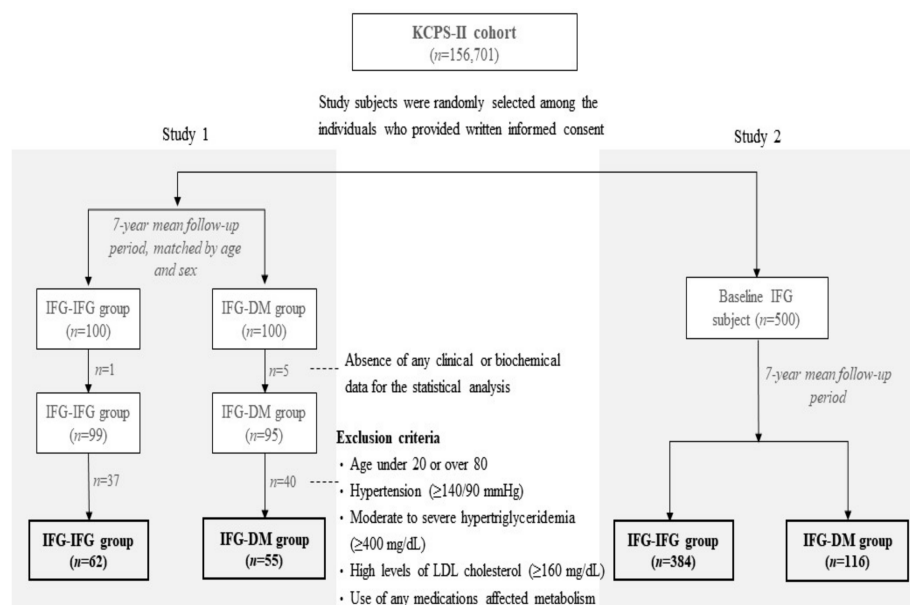 KCPS-II cohort
(n=156,701)
Study subjects were randomly selected among the
individuals who provided written informed consent
Study 1
Study 2
7-year mean follow-up
period, matched by age
and sex
IFG-IFG group
(n=100)
IFG-DM group
(n=100)
Baseline IFG
subject (n=500)
n=1
n=5
Absence of any clinical or biochemical
data for the statistical analysis
7-year mean follow-up
period
IFG-IFG group
(n=99)
IFG-DM group
(n=95)
Exclusion criteria
• Age under 20 or over 80
n=37
n=40
• Hypertension (≥140/90 mmHg)
• Moderate to severe hypertriglyceridemia
(≥400 mg/dL)
• High levels of LDL cholesterol (≥160 mg/dL)
• Use of any medications affected metabolism
IFG-IFG group
(n=62)
IFG-DM group
(n=55)
IFG-IFG group
(n=384)
IFG-DM group
(n=116)